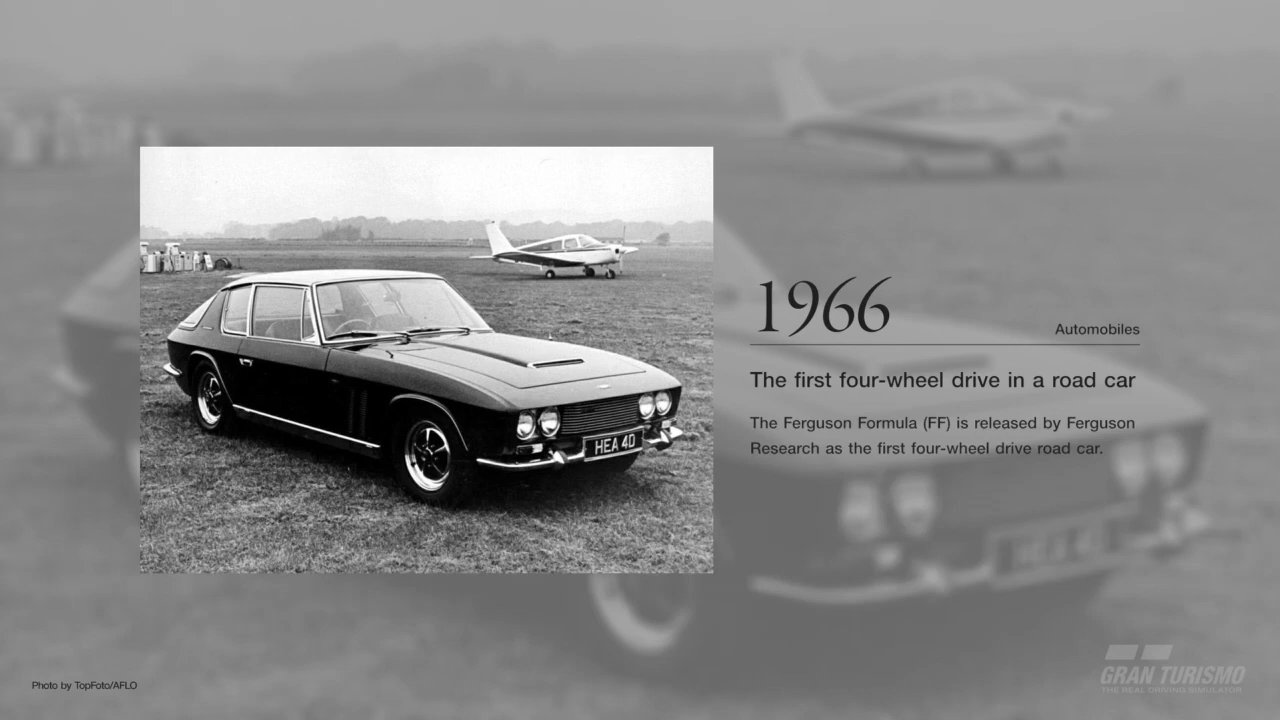 1966
Automobiles
The first four-wheel drive in a road car
The Ferguson Formula (FF) is released by Ferguson
Research as the first four-wheel drive road car.
HEA 4D
Photo by TopFoto/AFLO
GRAN TURISMO
THE REAL DRIVING SIMULATOR